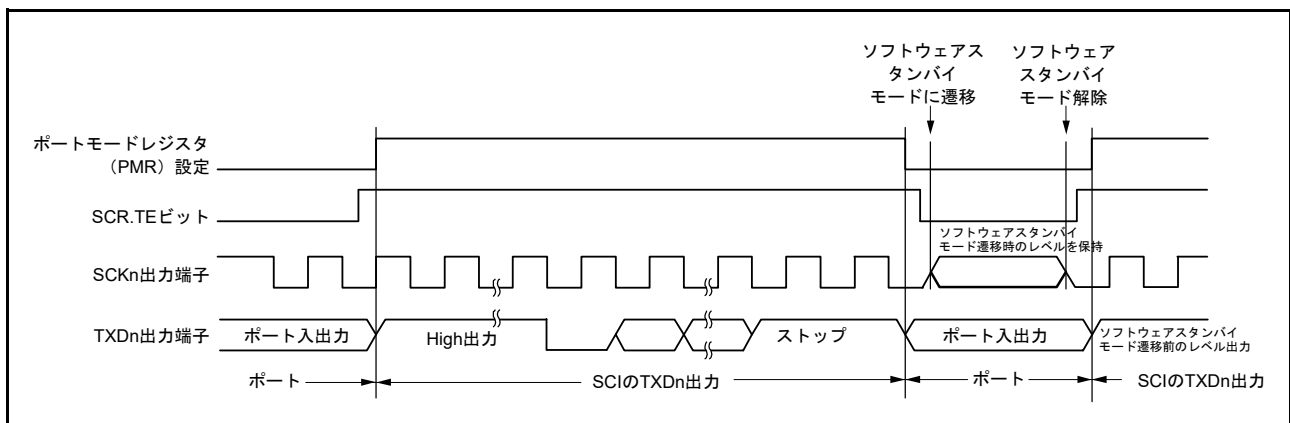 ソフトウェアス
タンバイ
モードに遷移
ソフトウェア
スタンバイ
モード解除
ポートモードレジスタ
（PMR）設定
SCR.TEビット
ソフトウェアスタンバイ
モード遷移時のレベルを保持
SCKn出力端子
TXDn出力端子
ポート入出力
High出力
ストップ
ポート入出力
ソフトウェアスタンバイ
モード遷移前のレベル出力
ポート
SCIのTXDn出力
ポート
SCIのTXDn出力